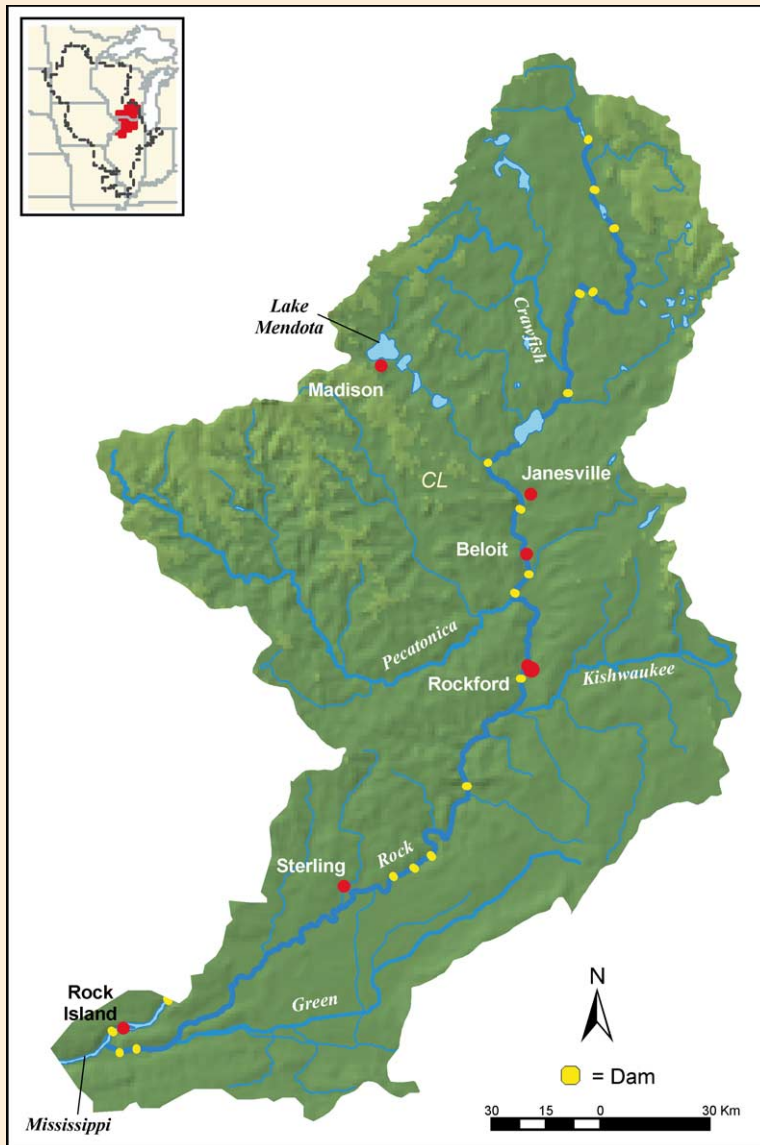 Lake
Mendota
Crawfish
Madison
CL
Janesville
Beloit
Pecatonica
Rockford
Kishwaukee
Rock
Sterling
Rock
Island
Green
Mississippi
N
= Dam
30 15 0 30 Km